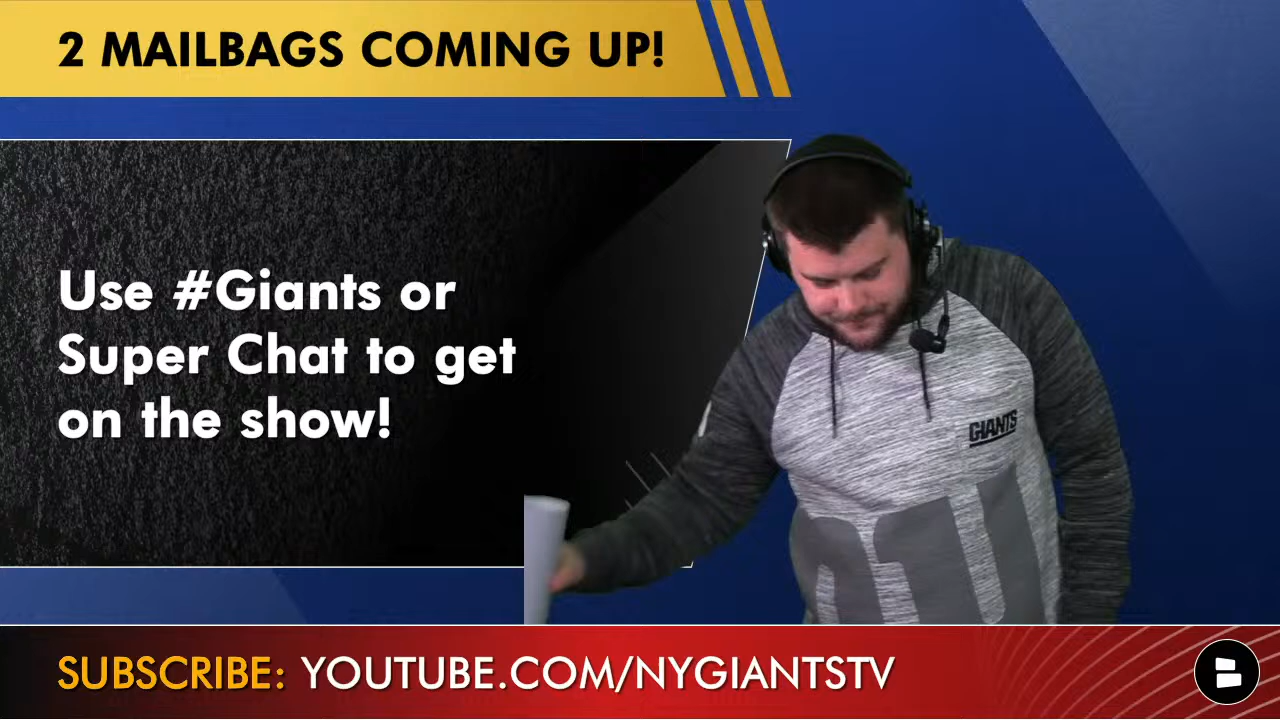 2 MAILBAGS COMING UP!
Use #Giants or
Super Chat to get
on the show!
GIANTS
SUBSCRIBE: YOUTUBE.COM/NYGIANTSTV